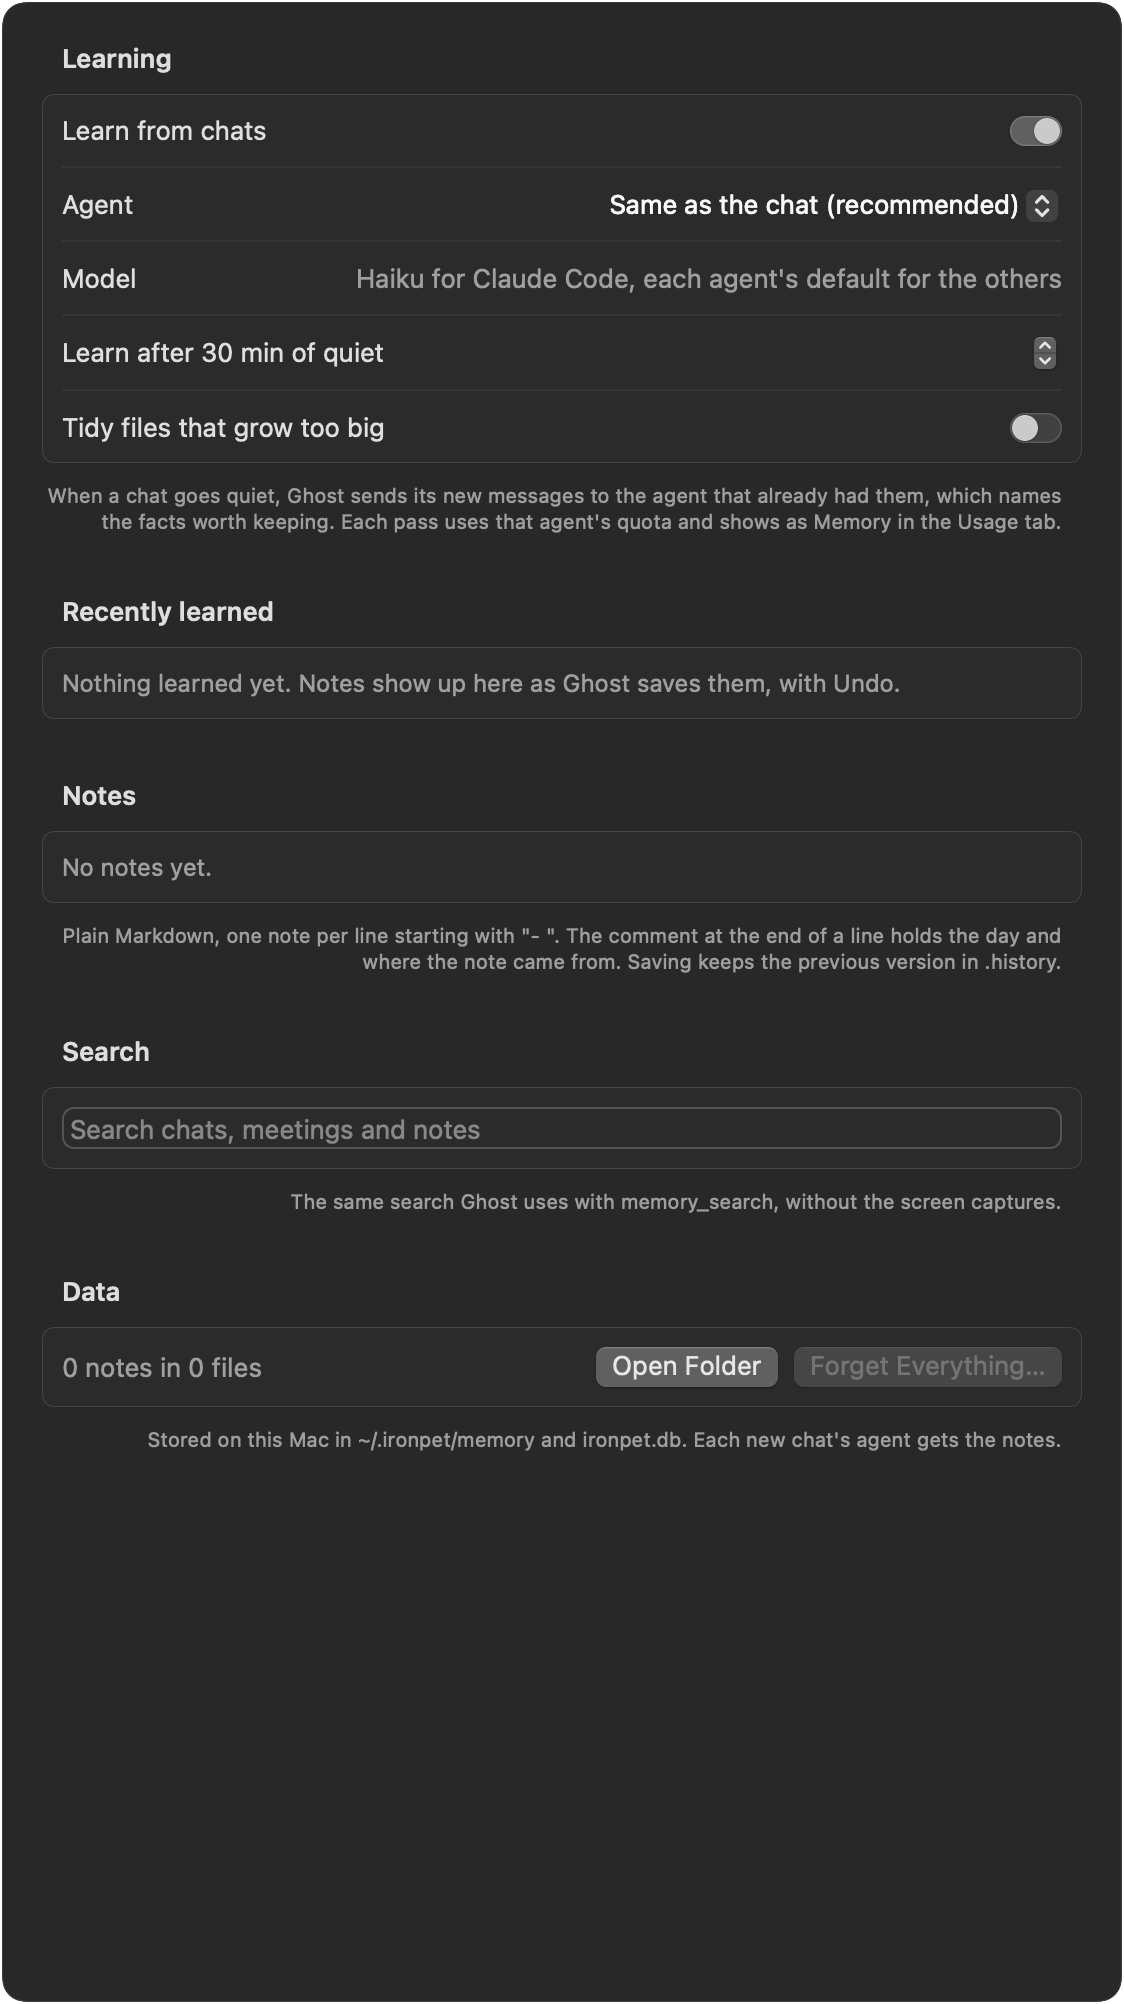 Learning
Learn from chats
Agent
Same as the chat (recommended)
Model
Haiku for Claude Code, each agent's default for the others
Learn after 30 min of quiet
Tidy files that grow too big
When a chat goes quiet, Ghost sends its new messages to the agent that already had them, which names
the facts worth keeping. Each pass uses that agent's quota and shows as Memory in the Usage tab.
Recently learned
Nothing learned yet. Notes show up here as Ghost saves them, with Undo.
Notes
No notes yet.
Plain Markdown, one note per line starting with "- ". The comment at the end of a line holds the day and
where the note came from. Saving keeps the previous version in .history.
Search
Search chats, meetings and notes
The same search Ghost uses with memory_search, without the screen captures.
Data
0 notes in 0 files
Open Folder
Forget Everything...
Stored on this Mac in ~/.ironpet/memory and ironpet.db. Each new chat's agent gets the notes.